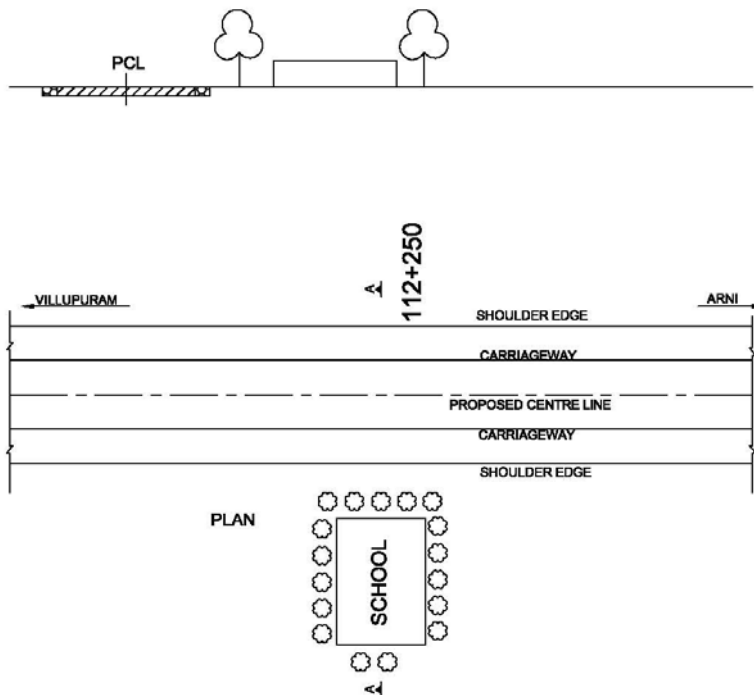 PCL
A
112+250
VILLUPURAM
ARNI
SHOULDER EDGE
CARRIAGEWAY
PROPOSED CENTRE LINE
CARRIAGEWAY
SHOULDER EDGE
PLAN
SCHOOL
A